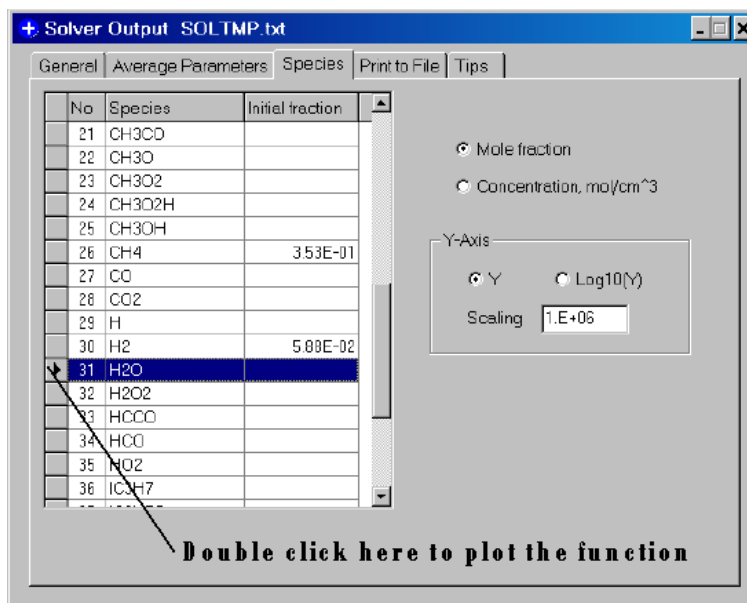 Solver Output SOLTMP.txt
General Average Parameters Species Print to File Tips
No Species Initial fraction
21 CH3CO
22 CH3O
23 CH3O2
24 CH3O2H
25 CH3OH
26 CH4 3.53E-01
27 CO
28 CO2
29 H
30 H2 5.88E-02
31 H2O
32 H2O2
33 HCCO
34 HCO
35 HO2
36 IC3H7
Mole fraction
Concentration, mol/cm^3
Y-Axis
Y Log10(Y)
Scaling 1.E+06
Double click here to plot the function